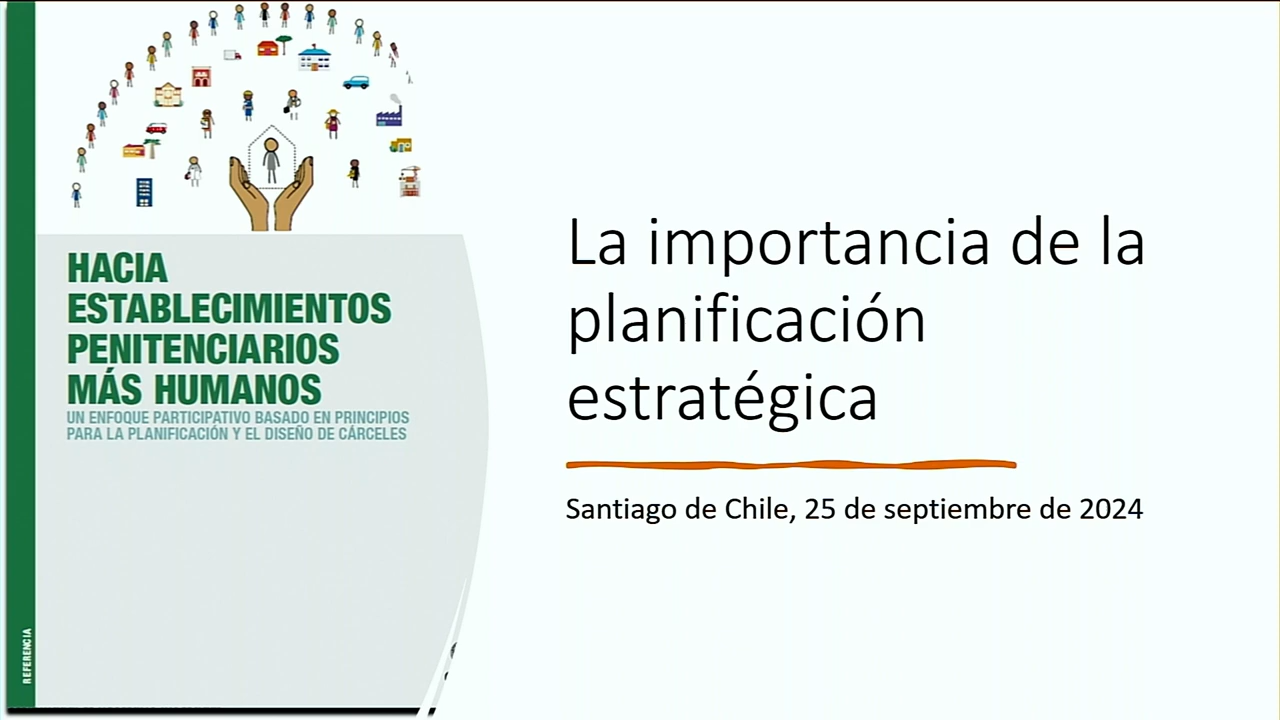 HACIA
ESTABLECIMIENTOS
PENITENCIARIOS
MÁS HUMANOS
UN ENFOQUE PARTICIPATIVO BASADO EN PRINCIPIOS
PARA LA PLANIFICACIÓN Y EL DISEÑO DE CÁRCELES
REFERENCIA
La importancia de la
planificación
estratégica
Santiago de Chile, 25 de septiembre de 2024